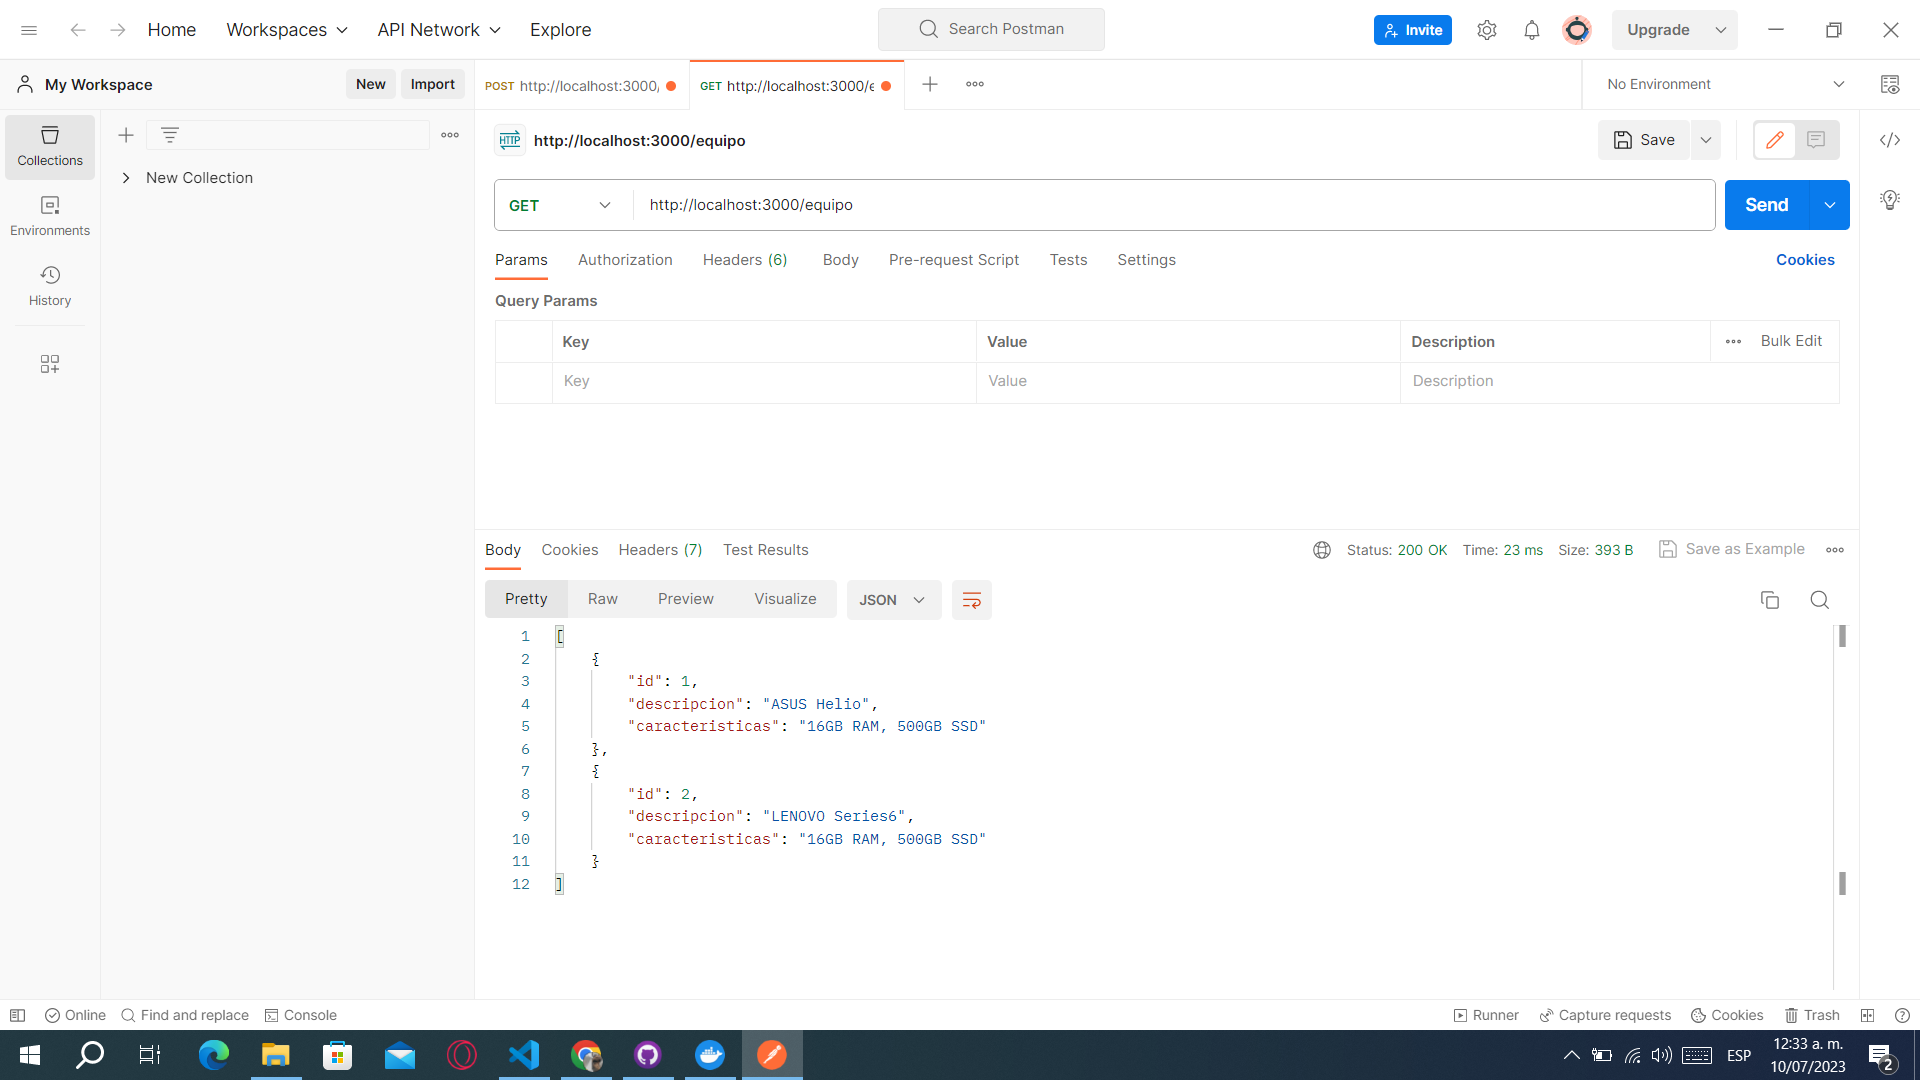 Home
Workspaces
API Network
Explore
Search Postman
Invite
Upgrade
My Workspace
New
Import
POST http://localhost:3000/
GET http://localhost:3000/e
No Environment
Collections
Environments
History
New Collection
HTTP
http://localhost:3000/equipo
Save
GET
http://localhost:3000/equipo
Send
Params
Authorization
Headers (6)
Body
Pre-request Script
Tests
Settings
Cookies
Query Params
Key
Value
Description
Bulk Edit
Key
Value
Description
Body
Cookies
Headers (7)
Test Results
Status: 200 OK
Time: 23 ms
Size: 393 B
Save as Example
Pretty
Raw
Preview
Visualize
JSON
1 [
2 {
3 "id": 1,
4 "descripcion": "ASUS Helio",
5 "caracteristicas": "16GB RAM, 500GB SSD"
6 },
7 {
8 "id": 2,
9 "descripcion": "LENOVO Series6",
10 "caracteristicas": "16GB RAM, 500GB SSD"
11 }
12 ]
Online
Find and replace
Console
Runner
Capture requests
Cookies
Trash
ESP
12:33 a. m.
10/07/2023
2